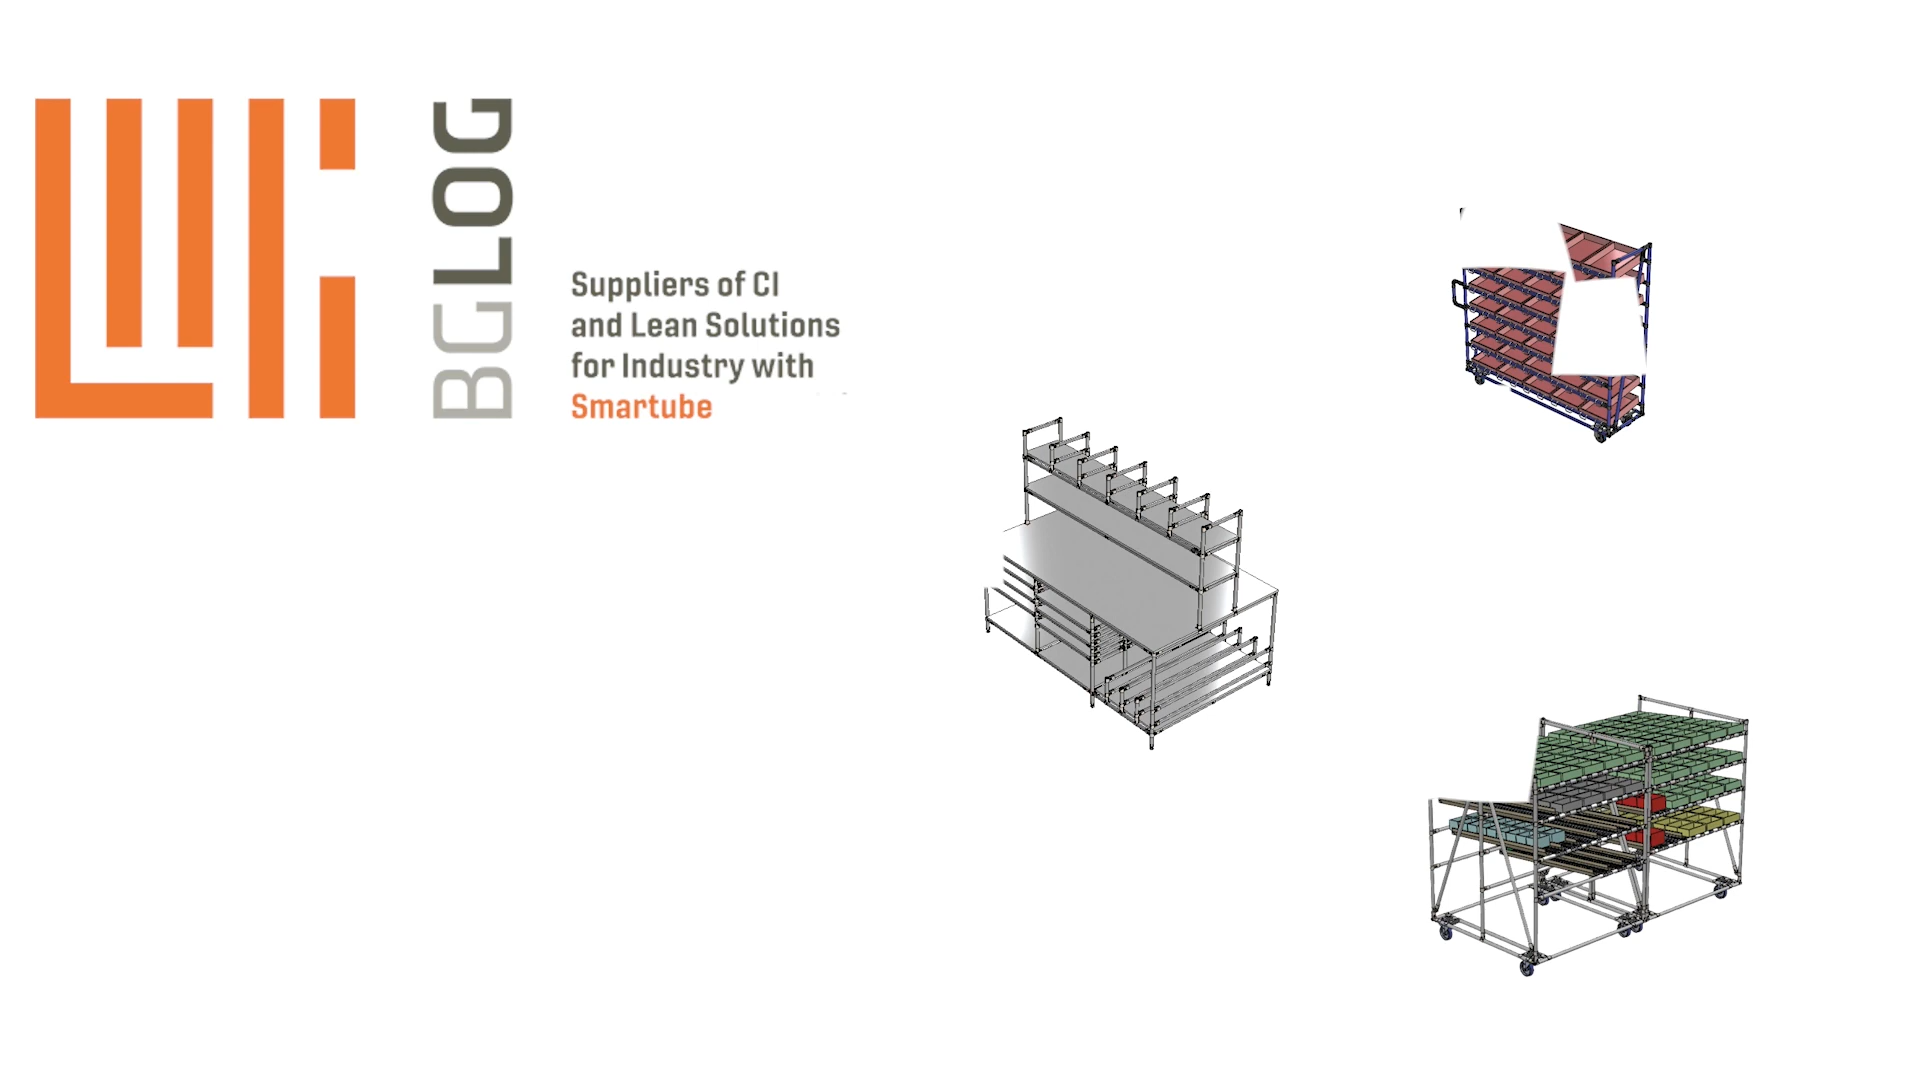 BGLOG
Suppliers of CI
and Lean Solutions
for Industry with
Smartube